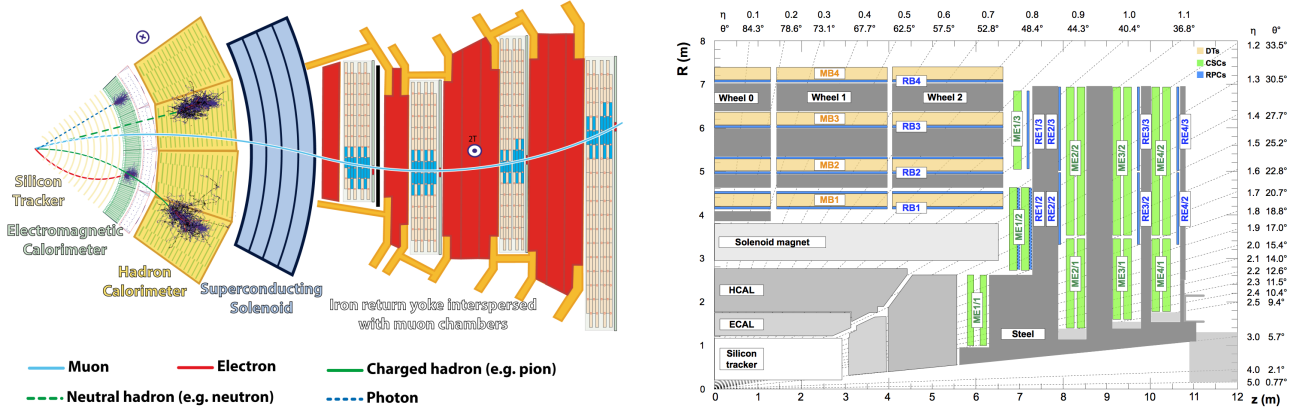 2T
Silicon
Tracker
Electromagnetic
Calorimeter
Hadron
Calorimeter
Superconducting
Solenoid
Iron return yoke interspersed
with muon chambers
Muon
Electron
Charged hadron (e.g. pion)
Neutral hadron (e.g. neutron)
Photon
η 0.1 0.2 0.3 0.4 0.5 0.6 0.7 0.8 0.9 1.0 1.1 η θ°
θ° 84.3° 78.6° 73.1° 67.7° 62.5° 57.5° 52.8° 48.4° 44.3° 40.4° 36.8°
R (m)
8
7
6
5
4
3
2
1
0
DTs
CSCs
RPCs
1.2 33.5°
1.3 30.5°
1.4 27.7°
1.5 25.2°
1.6 22.8°
1.7 20.7°
1.8 18.8°
1.9 17.0°
2.0 15.4°
2.1 14.0°
2.2 12.6°
2.3 11.5°
2.4 10.4°
2.5 9.4°
3.0 5.7°
4.0 2.1°
5.0 0.77°
MB4
RB4
Wheel 0 Wheel 1 Wheel 2
MB3
RB3
MB2
RB2
MB1
RB1
Solenoid magnet
HCAL
ECAL
Silicon
tracker
Steel
ME1/3
RE1/3
RE2/3
ME2/2
ME3/2
RE3/3
ME4/2
RE4/3
ME1/2
RE1/2
RE2/2
RE3/2
RE4/2
ME1/1
ME2/1
ME3/1
ME4/1
0 1 2 3 4 5 6 7 8 9 10 11 12
z (m)